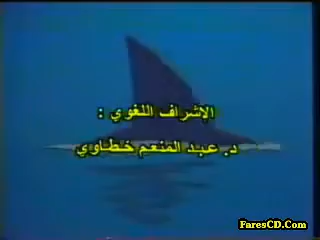 الإشراف اللغوي :
د. عبد المنعم خطاوي
FaresCD.Com